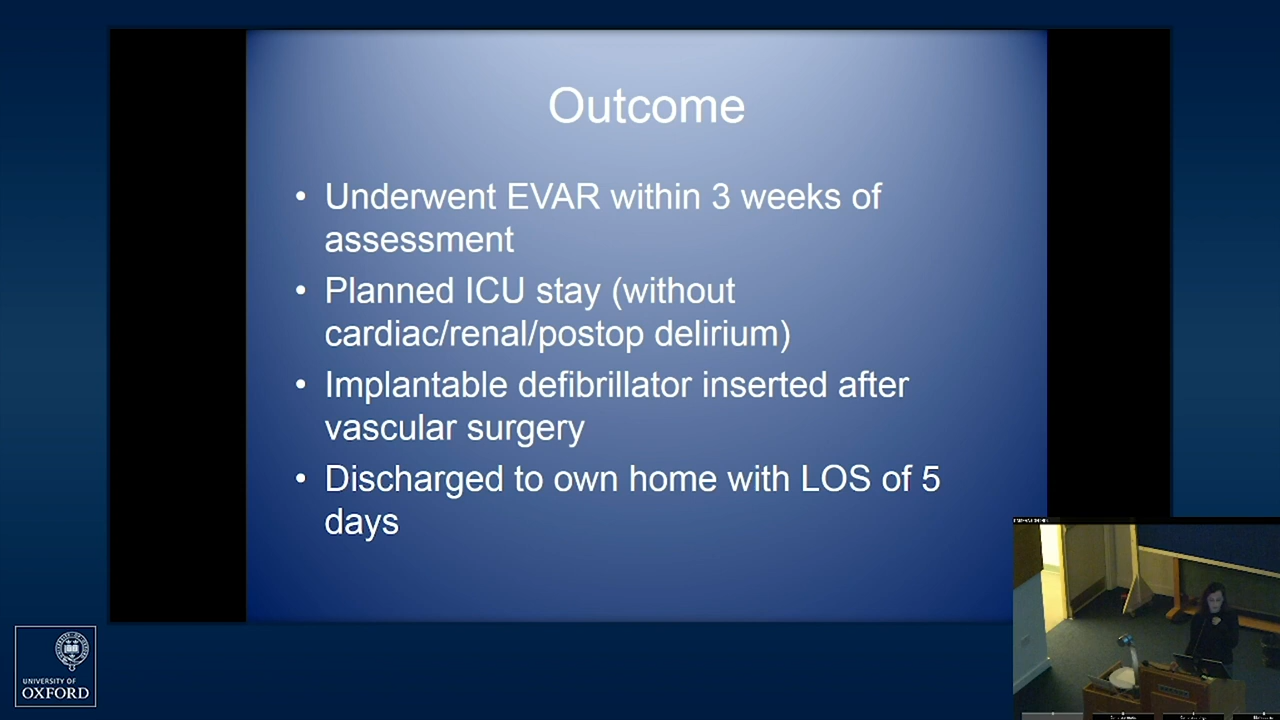 Outcome
• Underwent EVAR within 3 weeks of
assessment
• Planned ICU stay (without
cardiac/renal/postop delirium)
• Implantable defibrillator inserted after
vascular surgery
• Discharged to own home with LOS of 5
days
UNIVERSITY OF
OXFORD